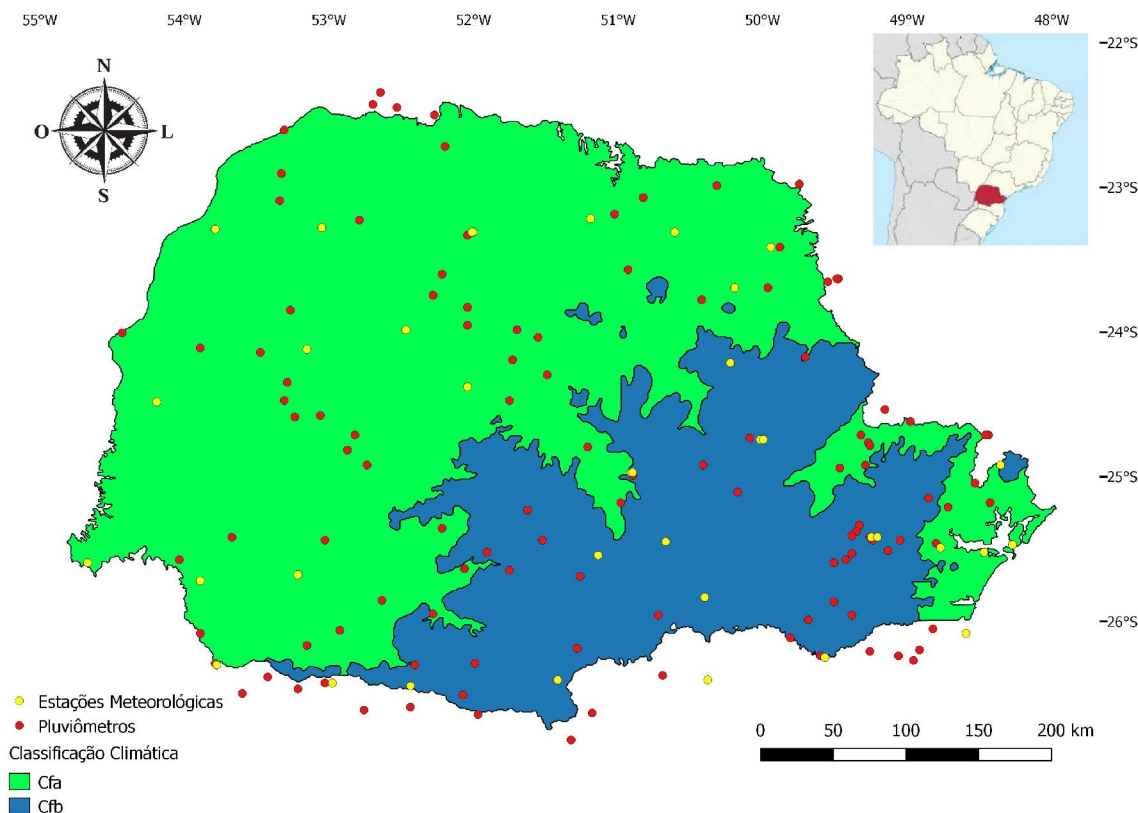 55°W 54°W 53°W 52°W 51°W 50°W 49°W 48°W
−22°S
−23°S
−24°S
−25°S
−26°S
N
O L
S
Estações Meteorológicas
Pluviômetros
Classificação Climática
Cfa
Cfb
0 50 100 150 200 km